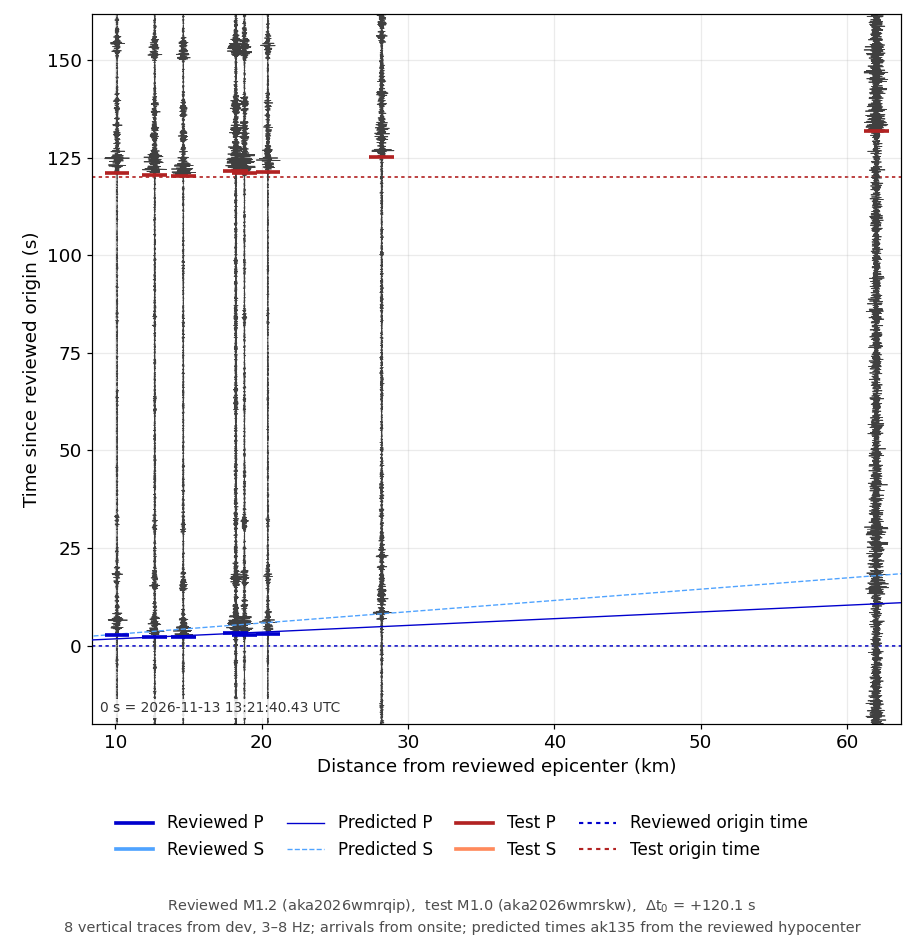 150
125
100
75
50
25
0
Time since reviewed origin (s)
0 s = 2026-11-13 13:21:40.43 UTC
10 20 30 40 50 60
Distance from reviewed epicenter (km)
Reviewed P Predicted P Test P Reviewed origin time
Reviewed S Predicted S Test S Test origin time
Reviewed M1.2 (aka2026wmrqip), test M1.0 (aka2026wmrskw), Δt₀ = +120.1 s
8 vertical traces from dev, 3–8 Hz; arrivals from onsite; predicted times ak135 from the reviewed hypocenter